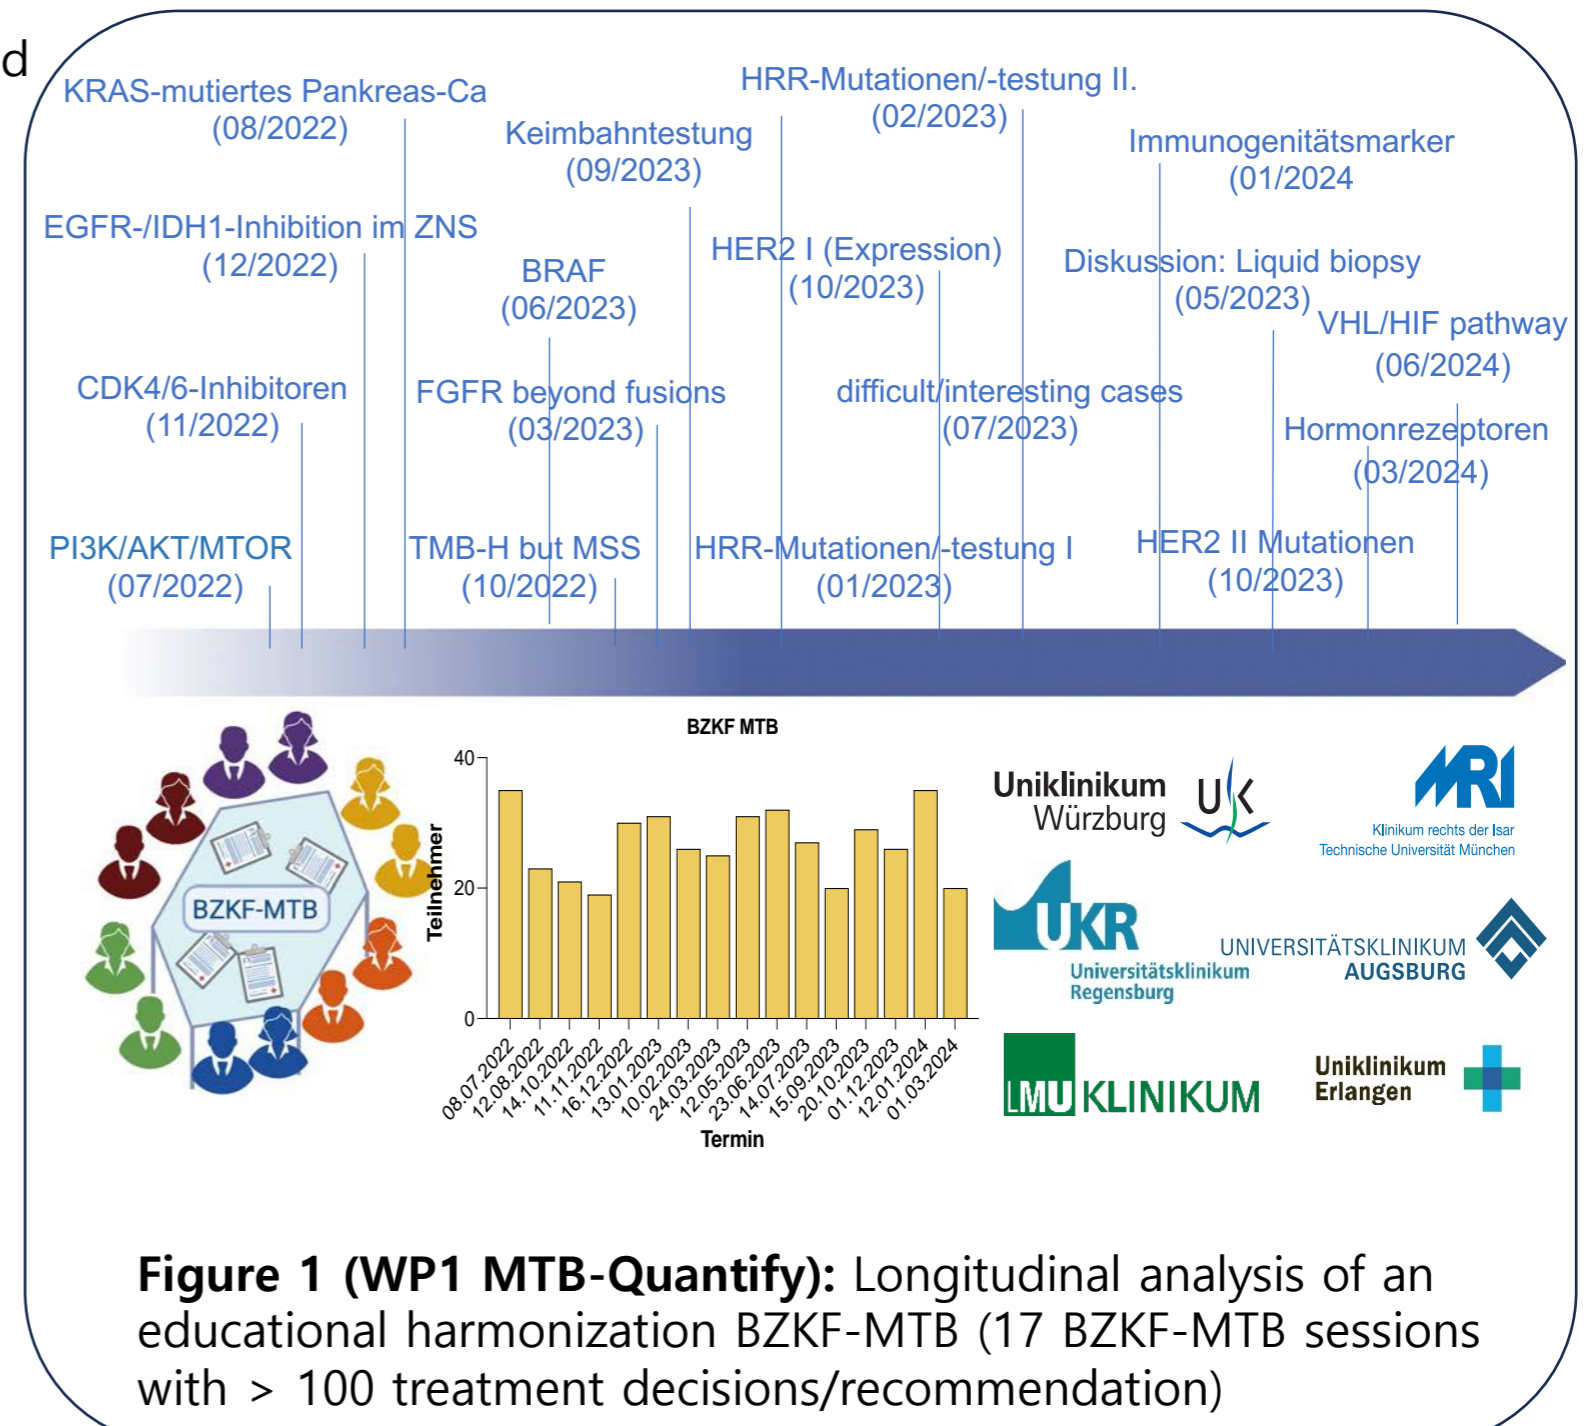 d
KRAS-mutiertes Pankreas-Ca
(08/2022)
HRR-Mutationen/-testung II.
(02/2023)
Keimbahntestung
(09/2023)
Immunogenitätsmarker
(01/2024
EGFR-/IDH1-Inhibition im ZNS
(12/2022)
BRAF
(06/2023)
HER2 I (Expression)
(10/2023)
Diskussion: Liquid biopsy
(05/2023)
VHL/HIF pathway
(06/2024)
CDK4/6-Inhibitoren
(11/2022)
FGFR beyond fusions
(03/2023)
difficult/interesting cases
(07/2023)
Hormonrezeptoren
(03/2024)
PI3K/AKT/MTOR
(07/2022)
TMB-H but MSS
(10/2022)
HRR-Mutationen/-testung I
(01/2023)
HER2 II Mutationen
(10/2023)
BZKF-MTB
BZKF MTB
Teilnehmer
40
20
0
08.07.2022
12.08.2022
14.10.2022
11.11.2022
16.12.2022
13.01.2023
10.02.2023
24.03.2023
12.05.2023
23.06.2023
14.07.2023
15.09.2023
20.10.2023
01.12.2023
12.01.2024
01.03.2024
Termin
Uniklinikum
Würzburg
UK
MRI
Klinikum rechts der Isar
Technische Universität München
UKR
Universitätsklinikum
Regensburg
UNIVERSITÄTSKLINIKUM
AUGSBURG
LMU KLINIKUM
Uniklinikum
Erlangen
Figure 1 (WP1 MTB-Quantify): Longitudinal analysis of an
educational harmonization BZKF-MTB (17 BZKF-MTB sessions
with > 100 treatment decisions/recommendation)